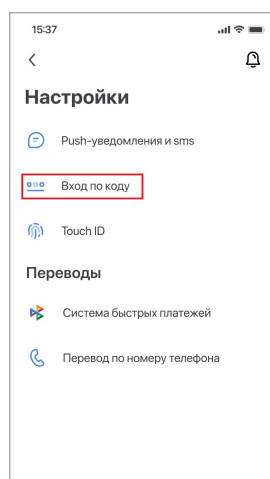 15:37
Настройки
Push-уведомления и sms
Вход по коду
Touch ID
Переводы
Система быстрых платежей
Перевод по номеру телефона